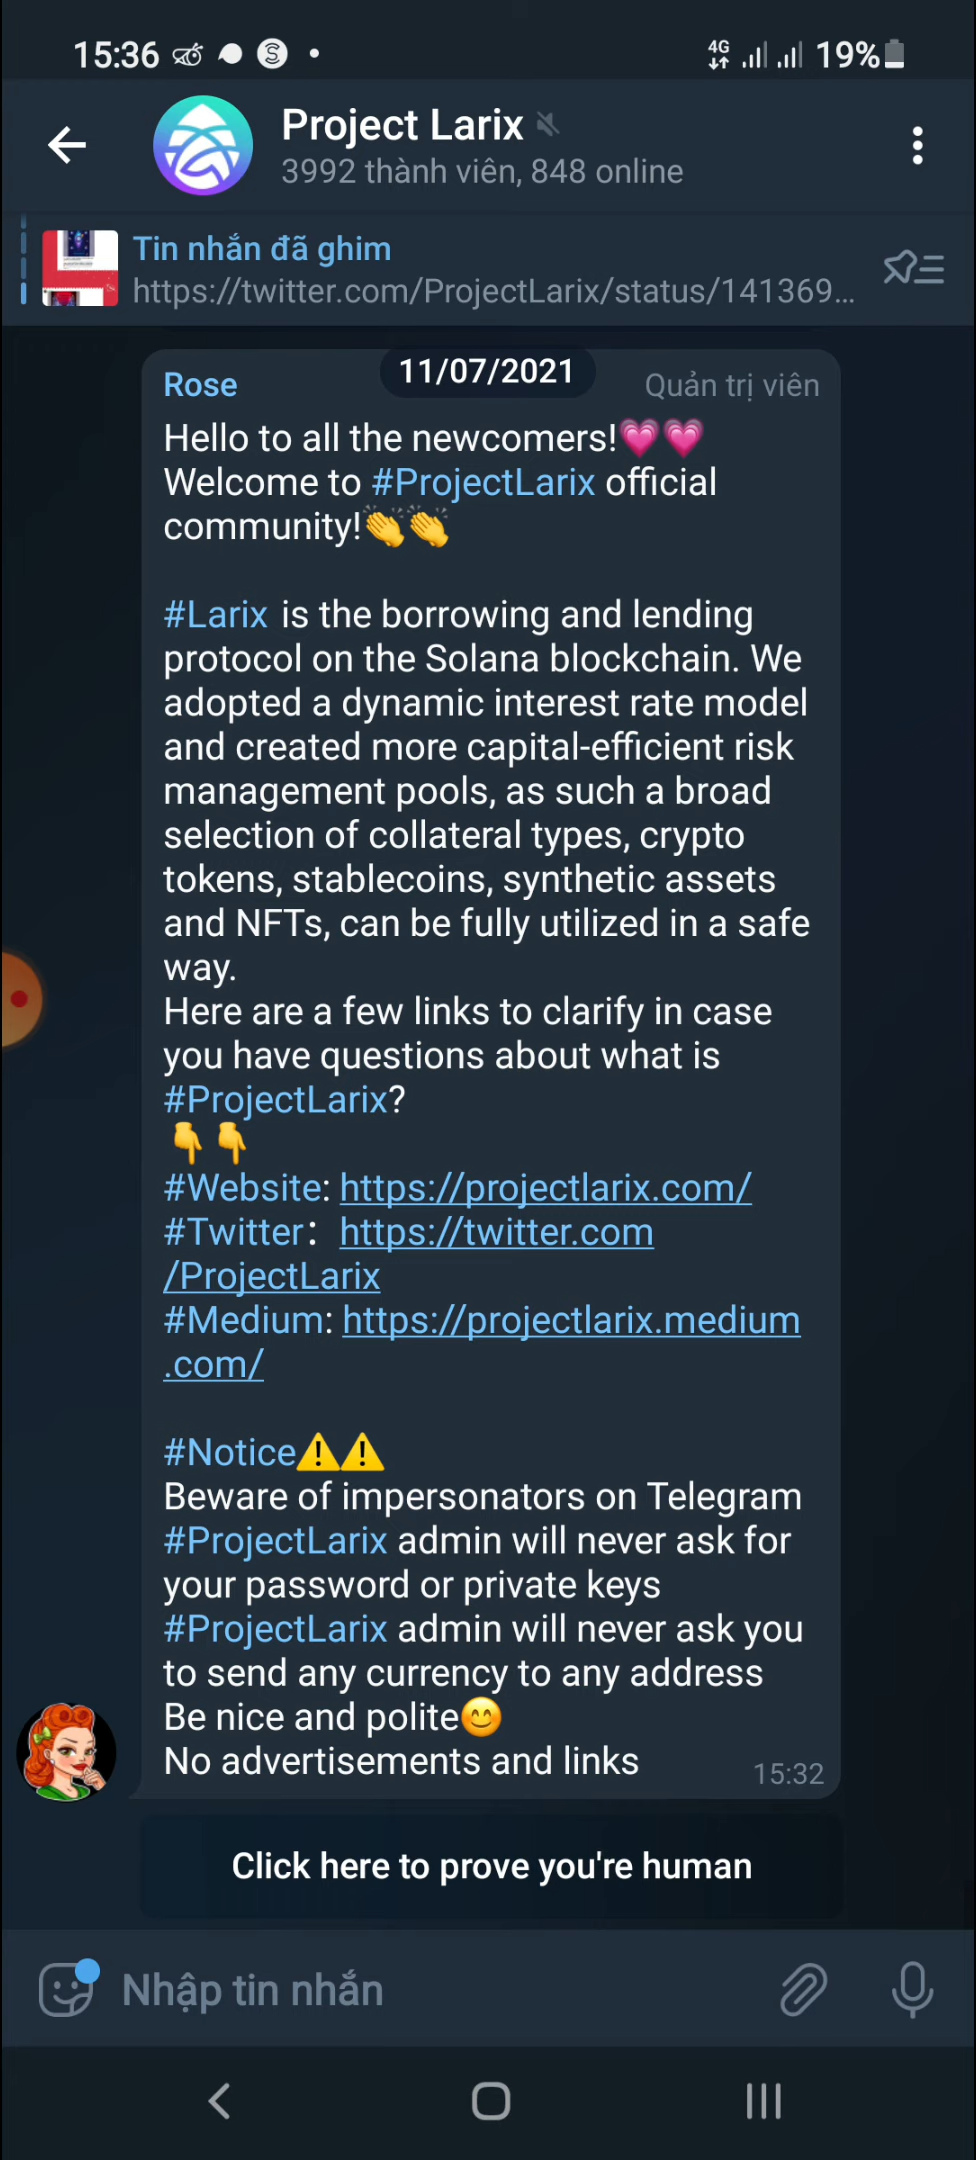 15:36
4G 19%
Project Larix
3992 thành viên, 848 online
Tin nhắn đã ghim
https://twitter.com/ProjectLarix/status/141369...
11/07/2021
Rose Quản trị viên
Hello to all the newcomers!💗💗
Welcome to #ProjectLarix official
community!👏👏
#Larix is the borrowing and lending
protocol on the Solana blockchain. We
adopted a dynamic interest rate model
and created more capital-efficient risk
management pools, as such a broad
selection of collateral types, crypto
tokens, stablecoins, synthetic assets
and NFTs, can be fully utilized in a safe
way.
Here are a few links to clarify in case
you have questions about what is
#ProjectLarix?
👇👇
#Website: https://projectlarix.com/
#Twitter： https://twitter.com
/ProjectLarix
#Medium: https://projectlarix.medium
.com/
#Notice⚠️⚠️
Beware of impersonators on Telegram
#ProjectLarix admin will never ask for
your password or private keys
#ProjectLarix admin will never ask you
to send any currency to any address
Be nice and polite😊
No advertisements and links
15:32
Click here to prove you're human
Nhập tin nhắn